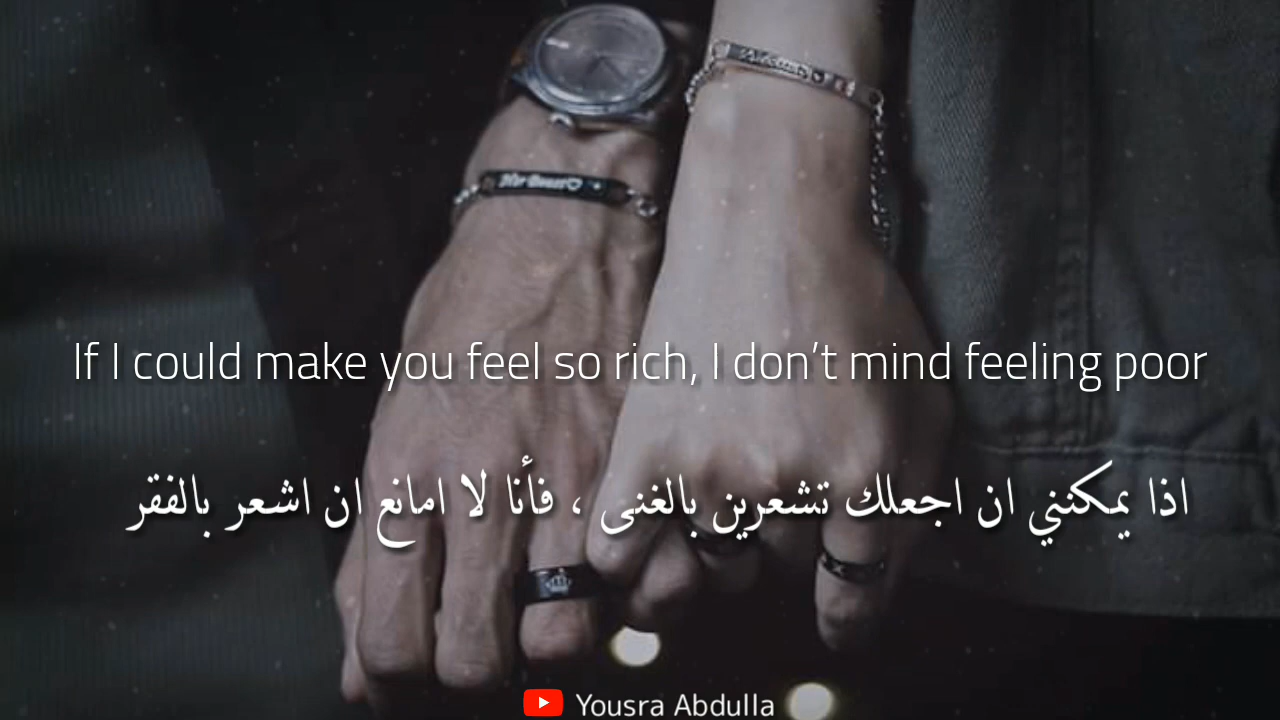 If I could make you feel so rich, I don’t mind feeling poor
اذا يمكنني ان اجعلك تشعرين بالغنى ، فأنا لا امانع ان اشعر بالفقر
Yousra Abdulla